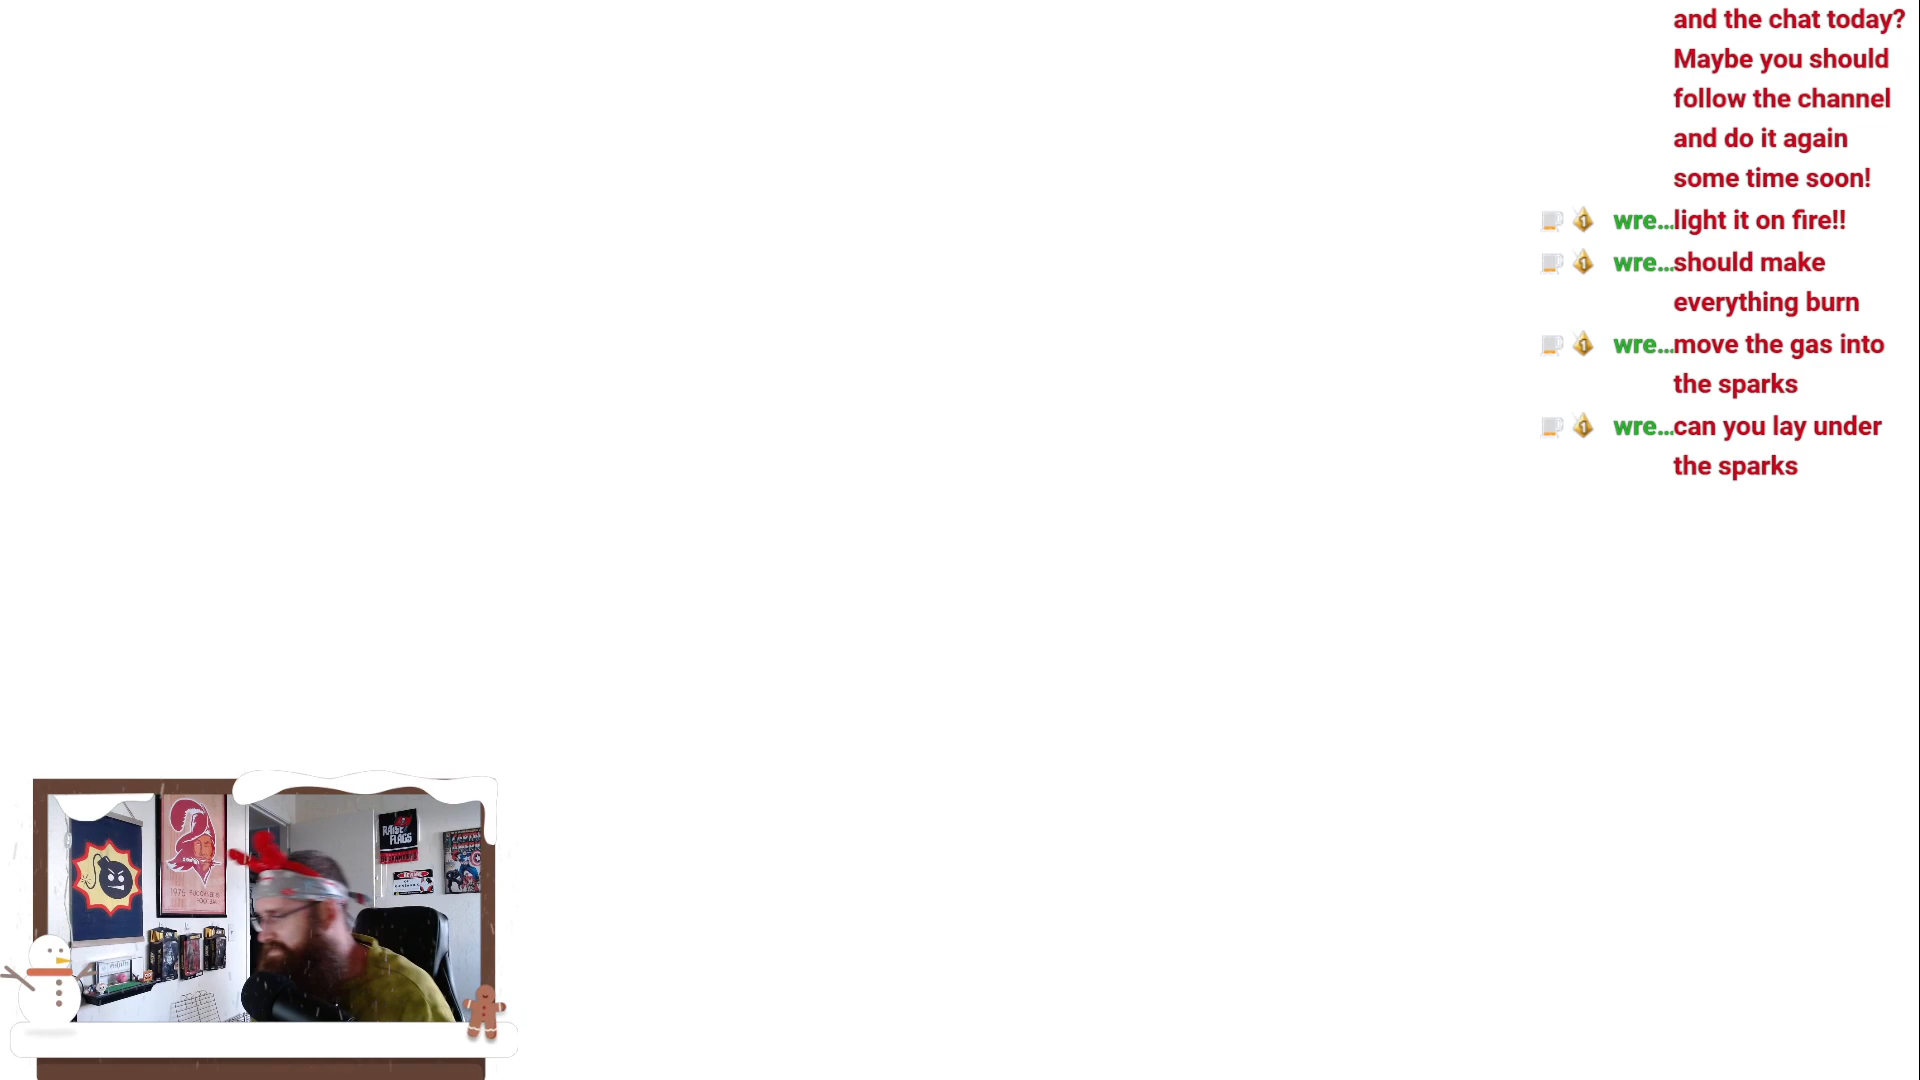 and the chat today?
Maybe you should
follow the channel
and do it again
some time soon!
wre...light it on fire!!
wre...should make
everything burn
wre...move the gas into
the sparks
wre...can you lay under
the sparks
RAISE
FLAGS
1976